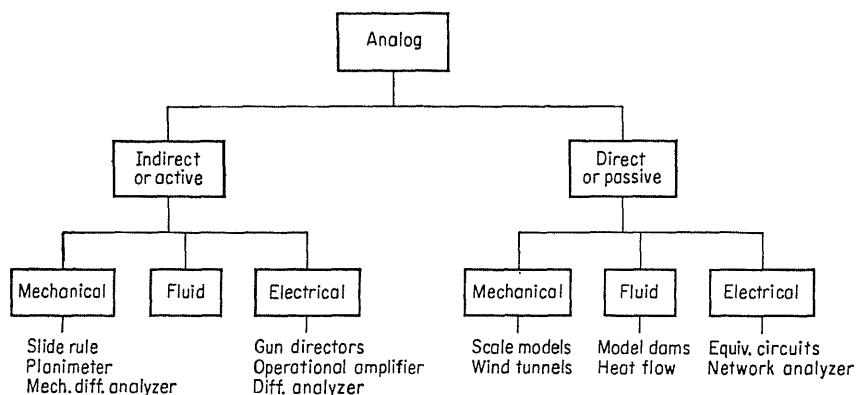 Analog
Indirect
or active
Direct
or passive
Mechanical
Fluid
Electrical
Mechanical
Fluid
Electrical
Slide rule
Planimeter
Mech. diff. analyzer
Gun directors
Operational amplifier
Diff. analyzer
Scale models
Wind tunnels
Model dams
Heat flow
Equiv. circuits
Network analyzer